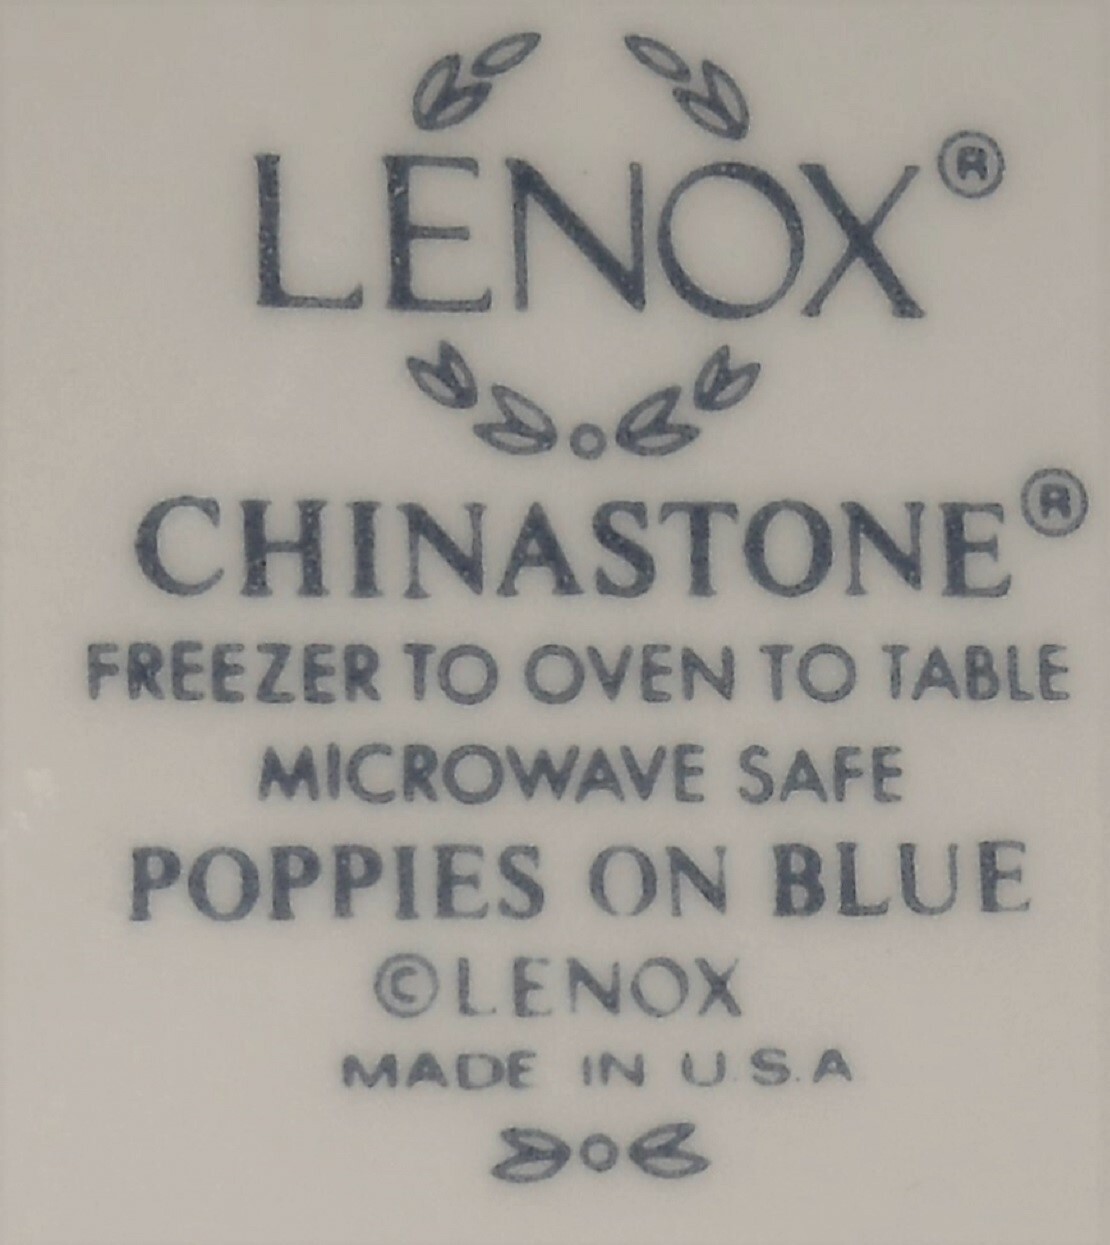 LENOX®
CHINASTONE®
FREEZER TO OVEN TO TABLE
MICROWAVE SAFE
POPPIES ON BLUE
©LENOX
MADE IN U.S.A